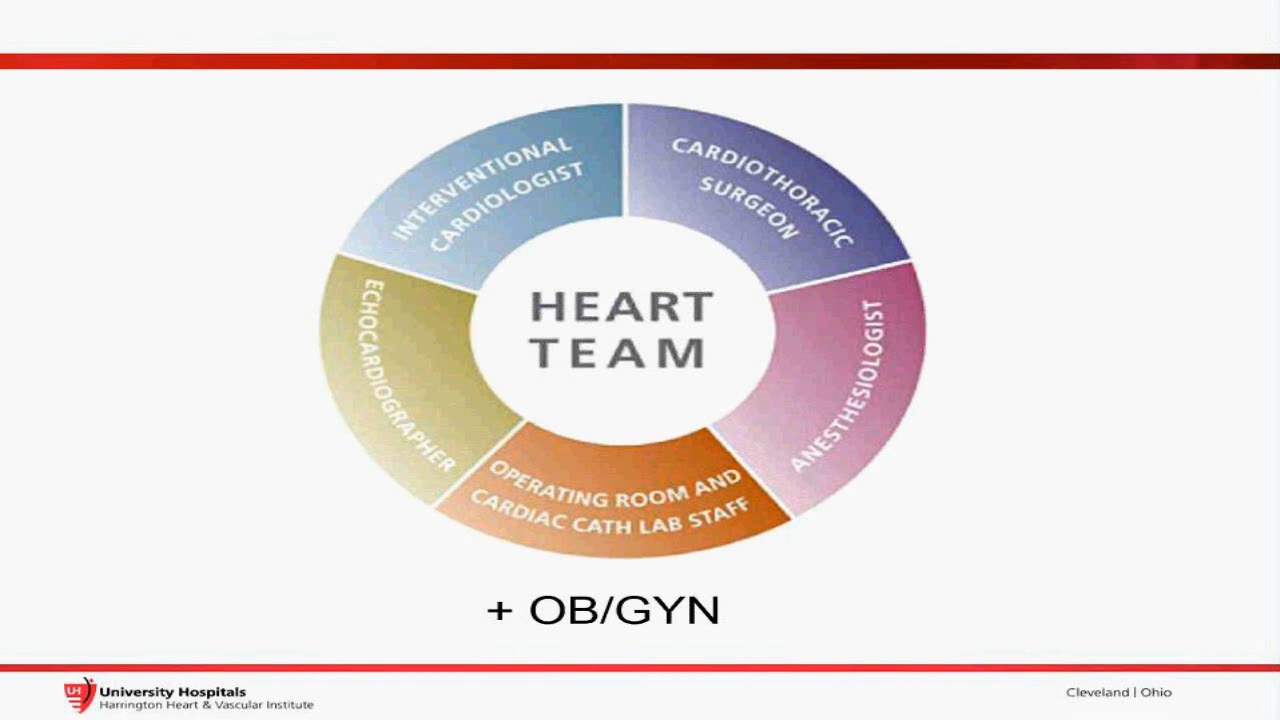 INTERVENTIONAL
CARDIOLOGIST
CARDIOTHORACIC
SURGEON
ECHOCARDIOGRAPHER
HEART
TEAM
ANESTHESIOLOGIST
OPERATING ROOM AND
CARDIAC CATH LAB STAFF
+ OB/GYN
UH
University Hospitals
Harrington Heart & Vascular Institute
Cleveland | Ohio